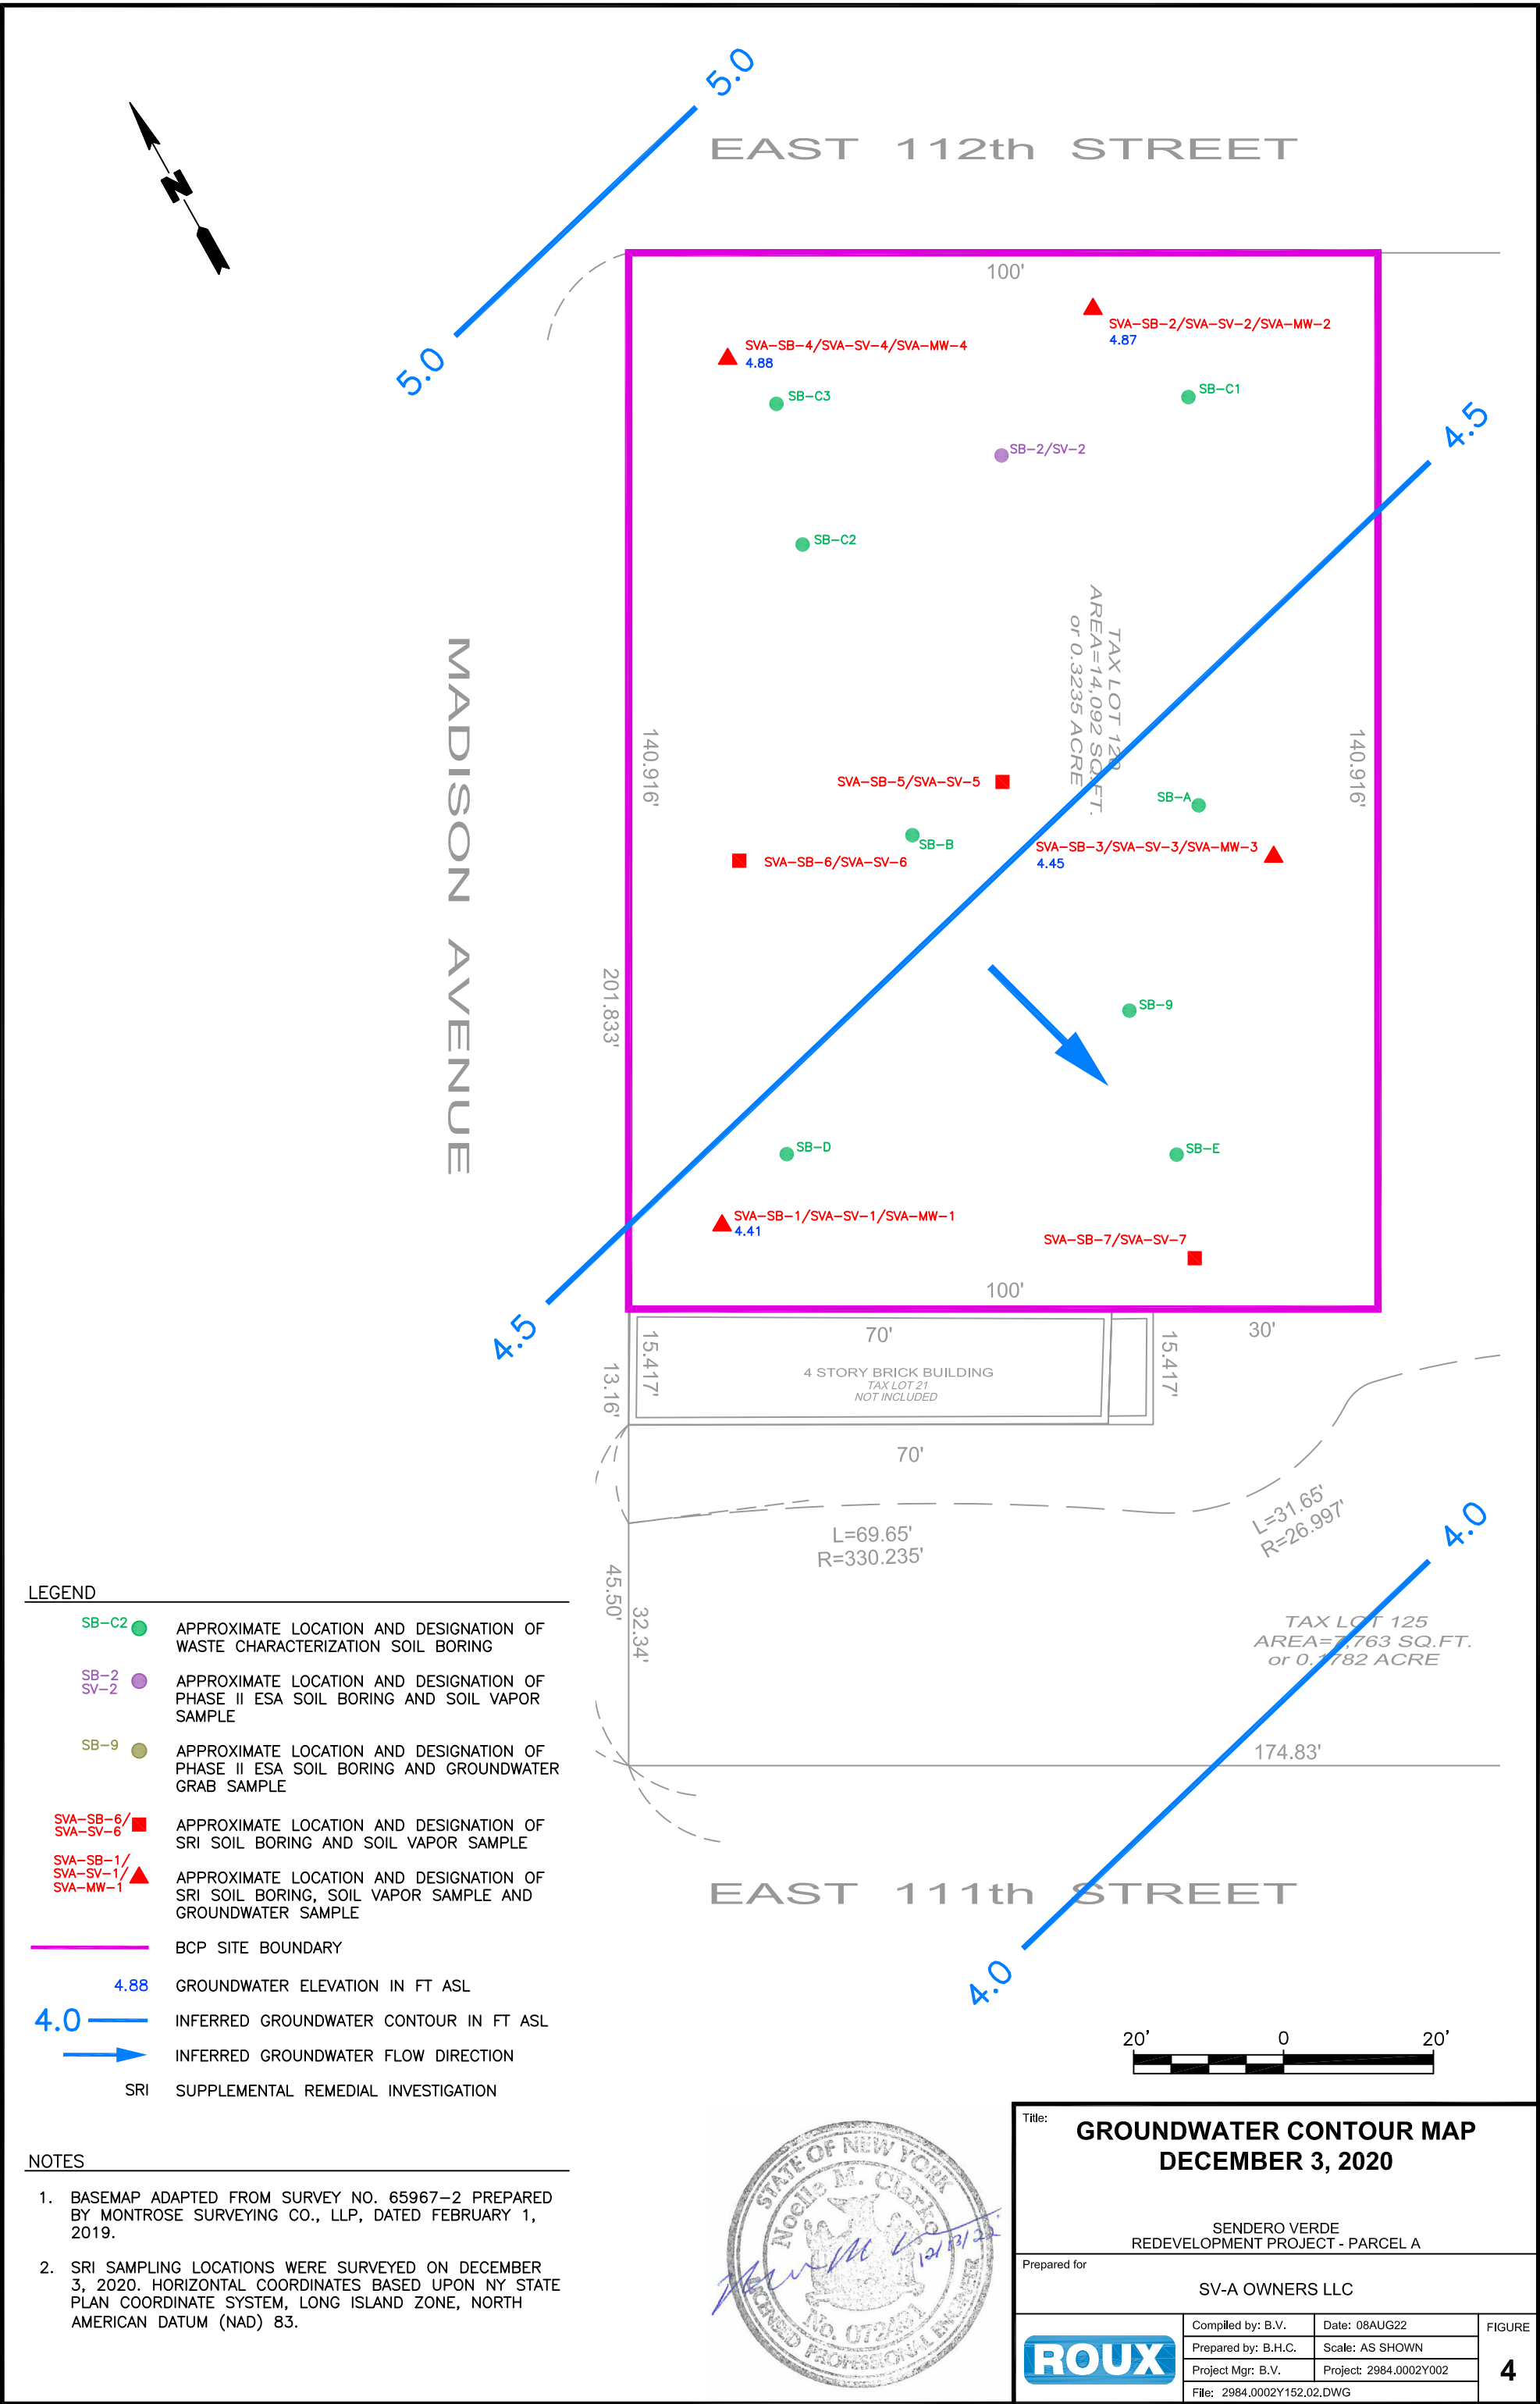 5.0
EAST 112th STREET
N
5.0
100'
SVA-SB-2/SVA-SV-2/SVA-MW-2
4.87
SVA-SB-4/SVA-SV-4/SVA-MW-4
4.88
SB-C3
SB-C1
4.5
SB-2/SV-2
SB-C2
TAX LOT 120
AREA=14,092 SQ.FT.
or 0.3235 ACRE
MADISON AVENUE
140.916'
140.916'
SVA-SB-5/SVA-SV-5
SB-A
SB-B
SVA-SB-3/SVA-SV-3/SVA-MW-3
4.45
SVA-SB-6/SVA-SV-6
201.833'
SB-9
SB-D
SB-E
SVA-SB-1/SVA-SV-1/SVA-MW-1
4.41
SVA-SB-7/SVA-SV-7
100'
4.5
70'
30'
15.417'
15.417'
13.16'
4 STORY BRICK BUILDING
TAX LOT 21
NOT INCLUDED
70'
L=31.65'
R=26.997'
4.0
L=69.65'
R=330.235'
45.50'
32.34'
TAX LOT 125
AREA=7,763 SQ.FT.
or 0.1782 ACRE
174.83'
EAST 111th STREET
4.0
LEGEND
SB-C2
APPROXIMATE LOCATION AND DESIGNATION OF
WASTE CHARACTERIZATION SOIL BORING
SB-2
SV-2
APPROXIMATE LOCATION AND DESIGNATION OF
PHASE II ESA SOIL BORING AND SOIL VAPOR
SAMPLE
SB-9
APPROXIMATE LOCATION AND DESIGNATION OF
PHASE II ESA SOIL BORING AND GROUNDWATER
GRAB SAMPLE
SVA-SB-6/
SVA-SV-6
APPROXIMATE LOCATION AND DESIGNATION OF
SRI SOIL BORING AND SOIL VAPOR SAMPLE
SVA-SB-1/
SVA-SV-1/
SVA-MW-1
APPROXIMATE LOCATION AND DESIGNATION OF
SRI SOIL BORING, SOIL VAPOR SAMPLE AND
GROUNDWATER SAMPLE
BCP SITE BOUNDARY
4.88 GROUNDWATER ELEVATION IN FT ASL
4.0 INFERRED GROUNDWATER CONTOUR IN FT ASL
INFERRED GROUNDWATER FLOW DIRECTION
SRI SUPPLEMENTAL REMEDIAL INVESTIGATION
NOTES
1. BASEMAP ADAPTED FROM SURVEY NO. 65967-2 PREPARED
BY MONTROSE SURVEYING CO., LLP, DATED FEBRUARY 1,
2019.
2. SRI SAMPLING LOCATIONS WERE SURVEYED ON DECEMBER
3, 2020. HORIZONTAL COORDINATES BASED UPON NY STATE
PLAN COORDINATE SYSTEM, LONG ISLAND ZONE, NORTH
AMERICAN DATUM (NAD) 83.
20' 0 20'
STATE OF NEW YORK
Noelle M. Clarke
LICENSED PROFESSIONAL ENGINEER
12/13/22
Title:
GROUNDWATER CONTOUR MAP
DECEMBER 3, 2020
SENDERO VERDE
REDEVELOPMENT PROJECT - PARCEL A
Prepared for
SV-A OWNERS LLC
ROUX
Compiled by: B.V.
Date: 08AUG22
FIGURE
Prepared by: B.H.C.
Scale: AS SHOWN
Project Mgr: B.V.
Project: 2984.0002Y002
4
File: 2984.0002Y152.02.DWG